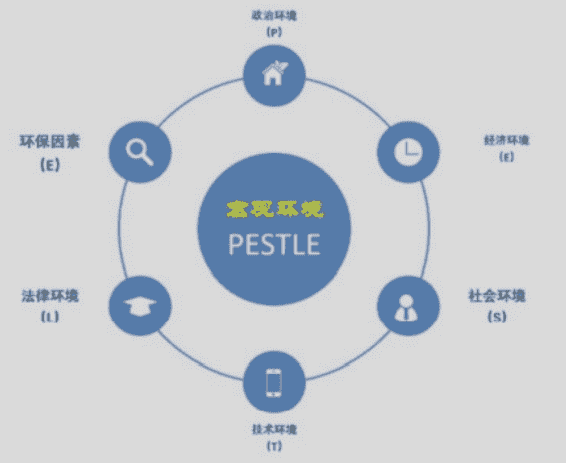 政治环境
(P)
环保因素
(E)
经济环境
(E)
宏观环境
PESTLE
法律环境
(L)
社会环境
(S)
技术环境
(T)